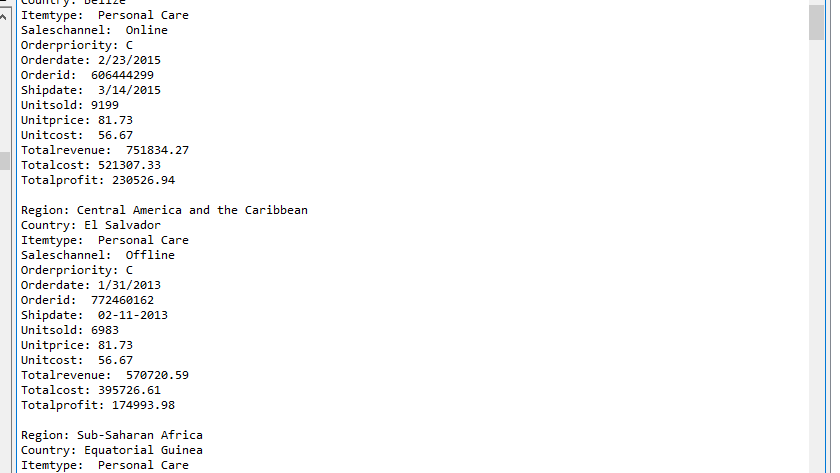 Country: Belize
Itemtype:  Personal Care
Saleschannel:  Online
Orderpriority: C
Orderdate: 2/23/2015
Orderid:  606444299
Shipdate:  3/14/2015
Unitsold: 9199
Unitprice: 81.73
Unitcost:  56.67
Totalrevenue:  751834.27
Totalcost: 521307.33
Totalprofit: 230526.94

Region: Central America and the Caribbean
Country: El Salvador
Itemtype:  Personal Care
Saleschannel:  Offline
Orderpriority: C
Orderdate: 1/31/2013
Orderid:  772460162
Shipdate:  02-11-2013
Unitsold: 6983
Unitprice: 81.73
Unitcost:  56.67
Totalrevenue:  570720.59
Totalcost: 395726.61
Totalprofit: 174993.98

Region: Sub-Saharan Africa
Country: Equatorial Guinea
Itemtype:  Personal Care